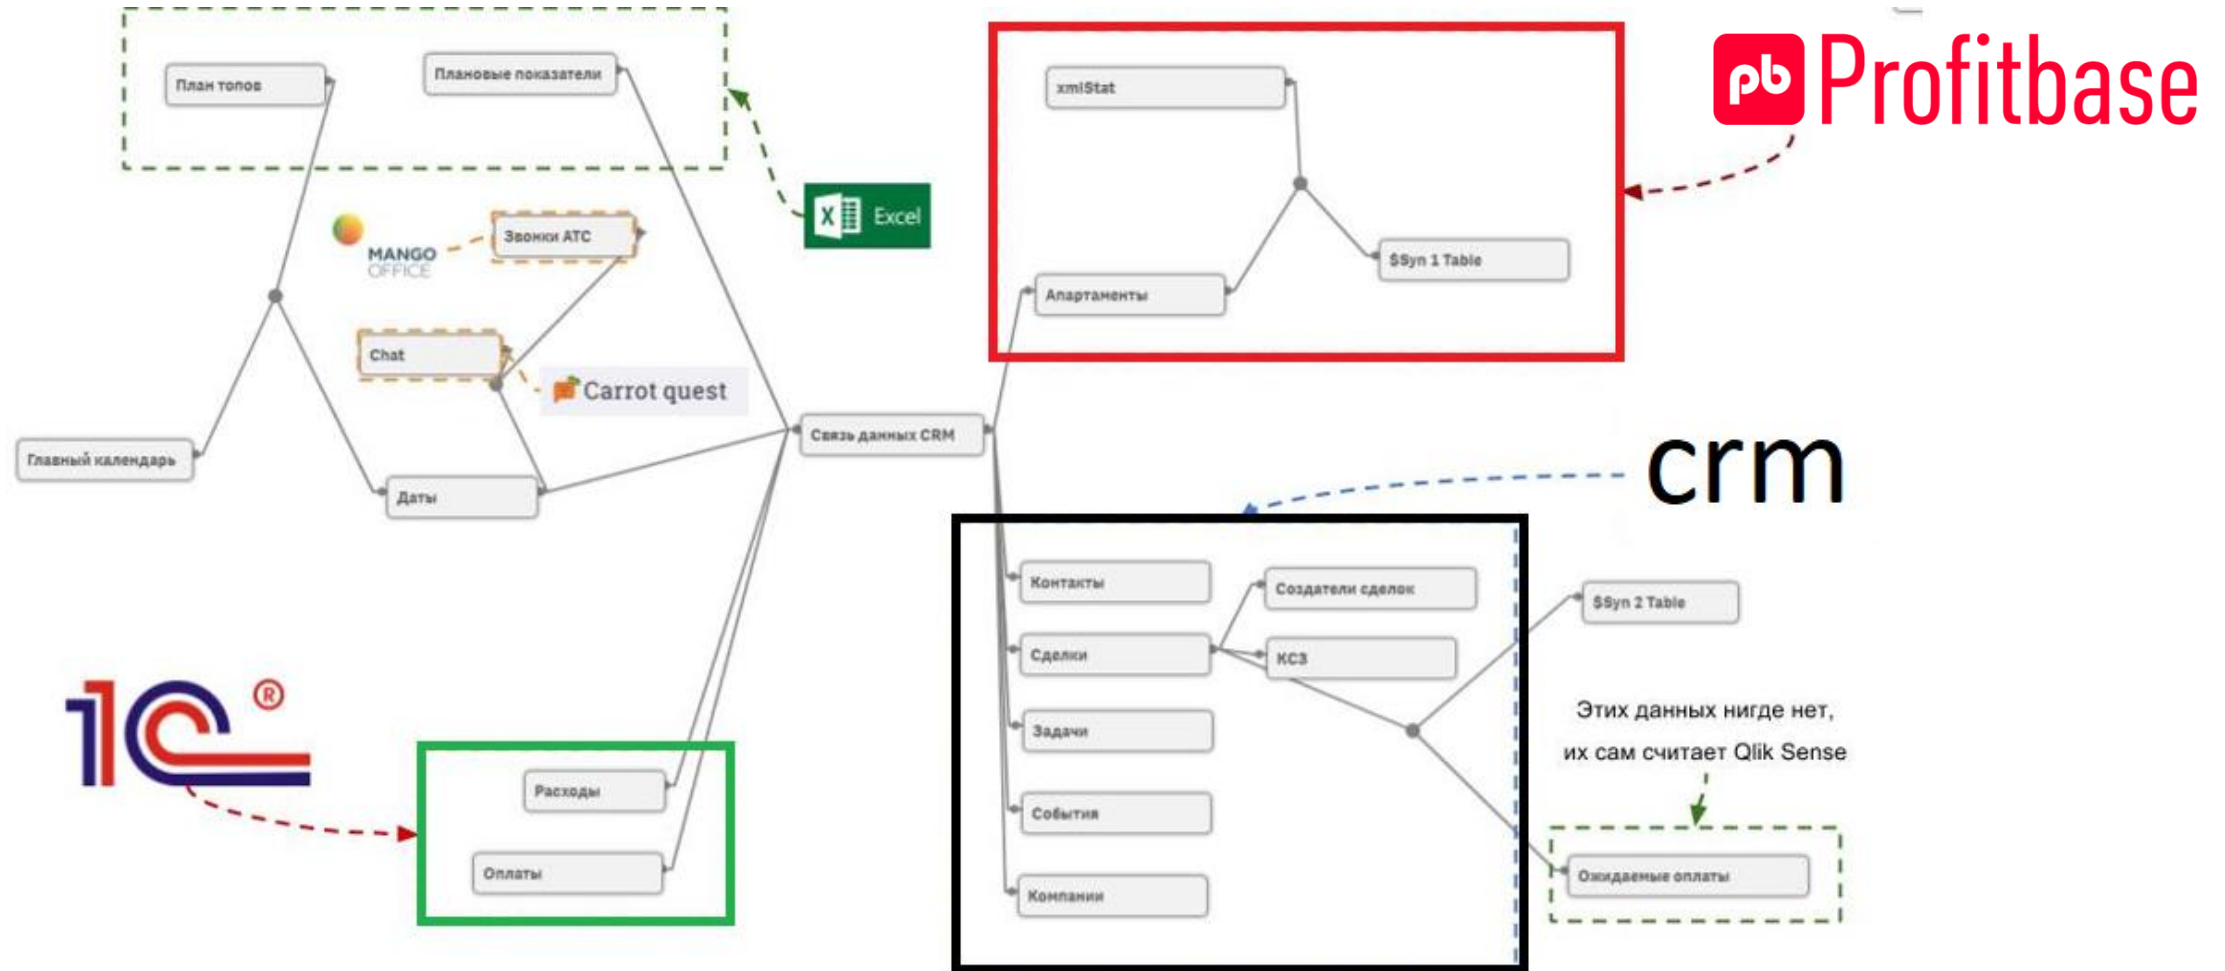 План топов
Плановые показатели
xmlStat
pb Profitbase
MANGO
OFFICE
Звонки АТС
Excel
$Syn 1 Table
Апартаменты
Chat
Carrot quest
Связь данных CRM
Главный календарь
Даты
crm
Контакты
Создатели сделок
$Syn 2 Table
Сделки
КСЗ
1С®
Этих данных нигде нет,
их сам считает Qlik Sense
Задачи
Расходы
События
Оплаты
Ожидаемые оплаты
Компании